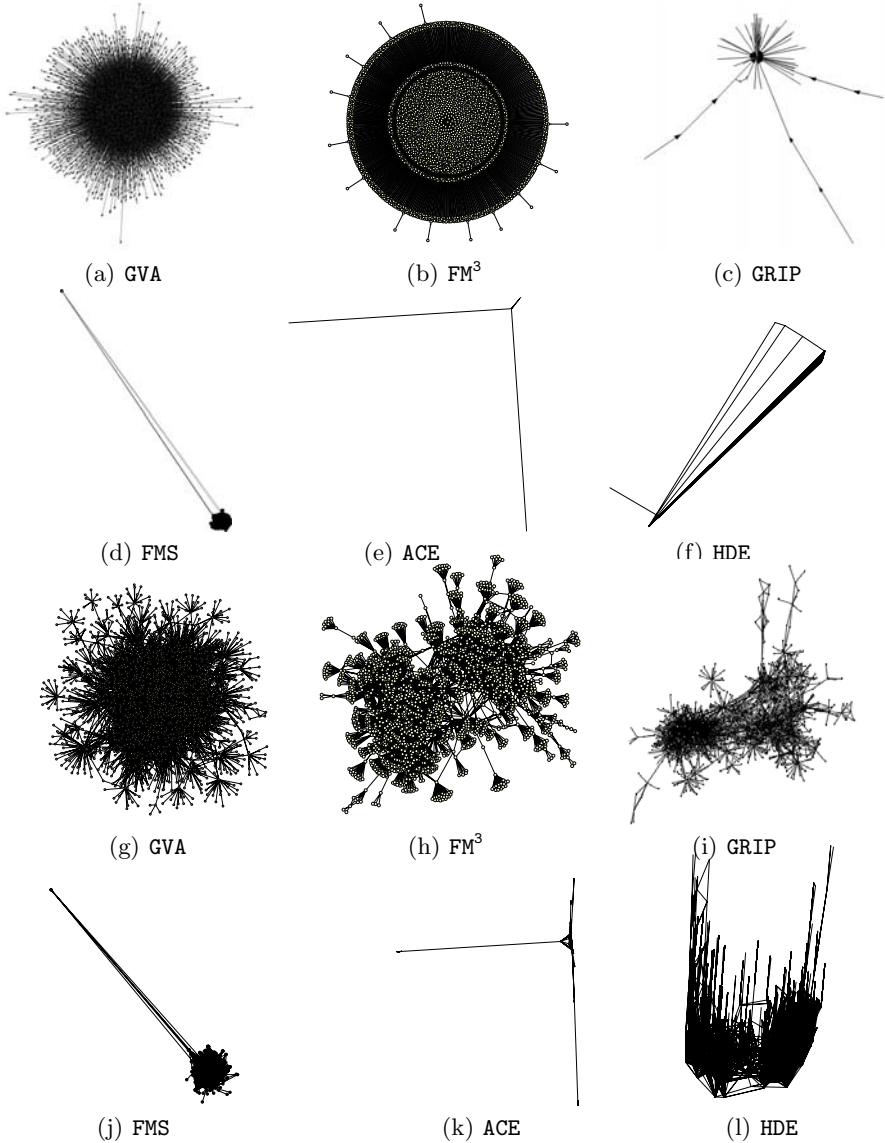 (a) GVA
(b) FM³
(c) GRIP
(d) FMS
(e) ACE
(f) HDE
(g) GVA
(h) FM³
(i) GRIP
(j) FMS
(k) ACE
(l) HDE